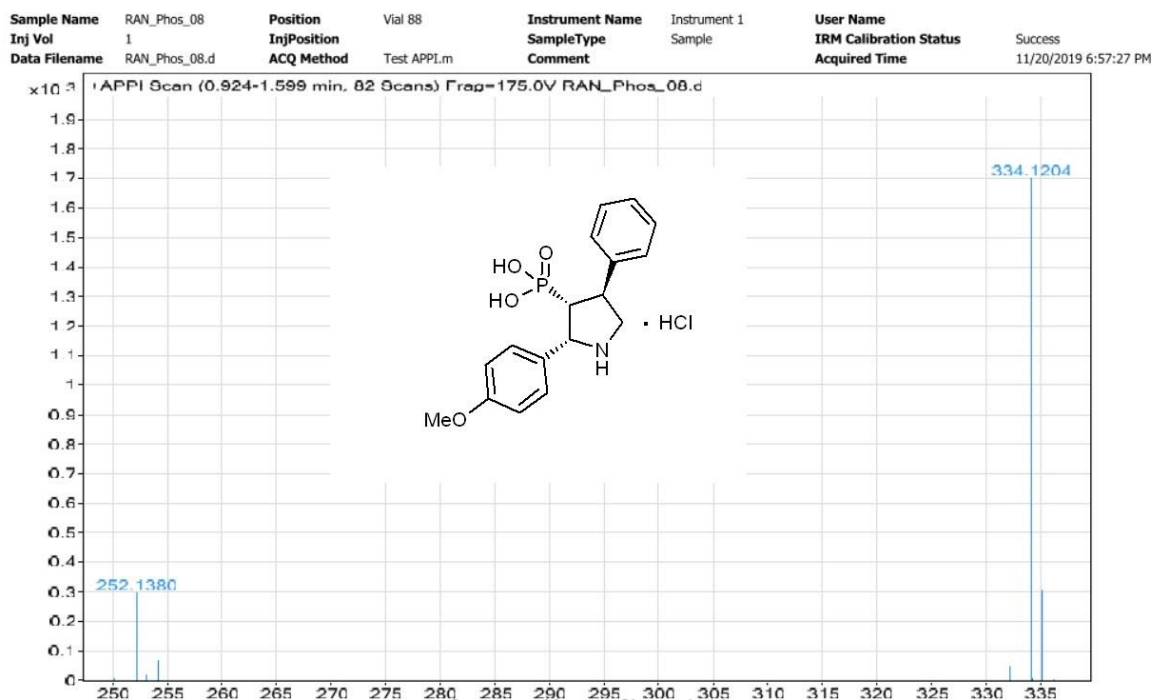 Sample Name RAN_Phos_08 Position Vial 88 Instrument Name Instrument 1 User Name
Inj Vol 1 InjPosition SampleType Sample IRM Calibration Status Success
Data Filename RAN_Phos_08.d ACQ Method Test APPI.m Comment Acquired Time 11/20/2019 6:57:27 PM
x10 3 +APPI Scan (0.924-1.599 min, 82 Scans) Frag=175.0V RAN_Phos_08.d
1.9
1.8
1.7
334.1204
1.6
1.5
1.4
O
HO
P
1.3
HO
1.2
· HCl
N
H
1.1
1
0.9
MeO
0.8
0.7
0.6
0.5
0.4
0.3
252.1380
0.2
0.1
0
250 255 260 265 270 275 280 285 290 295 300 305 310 315 320 325 330 335